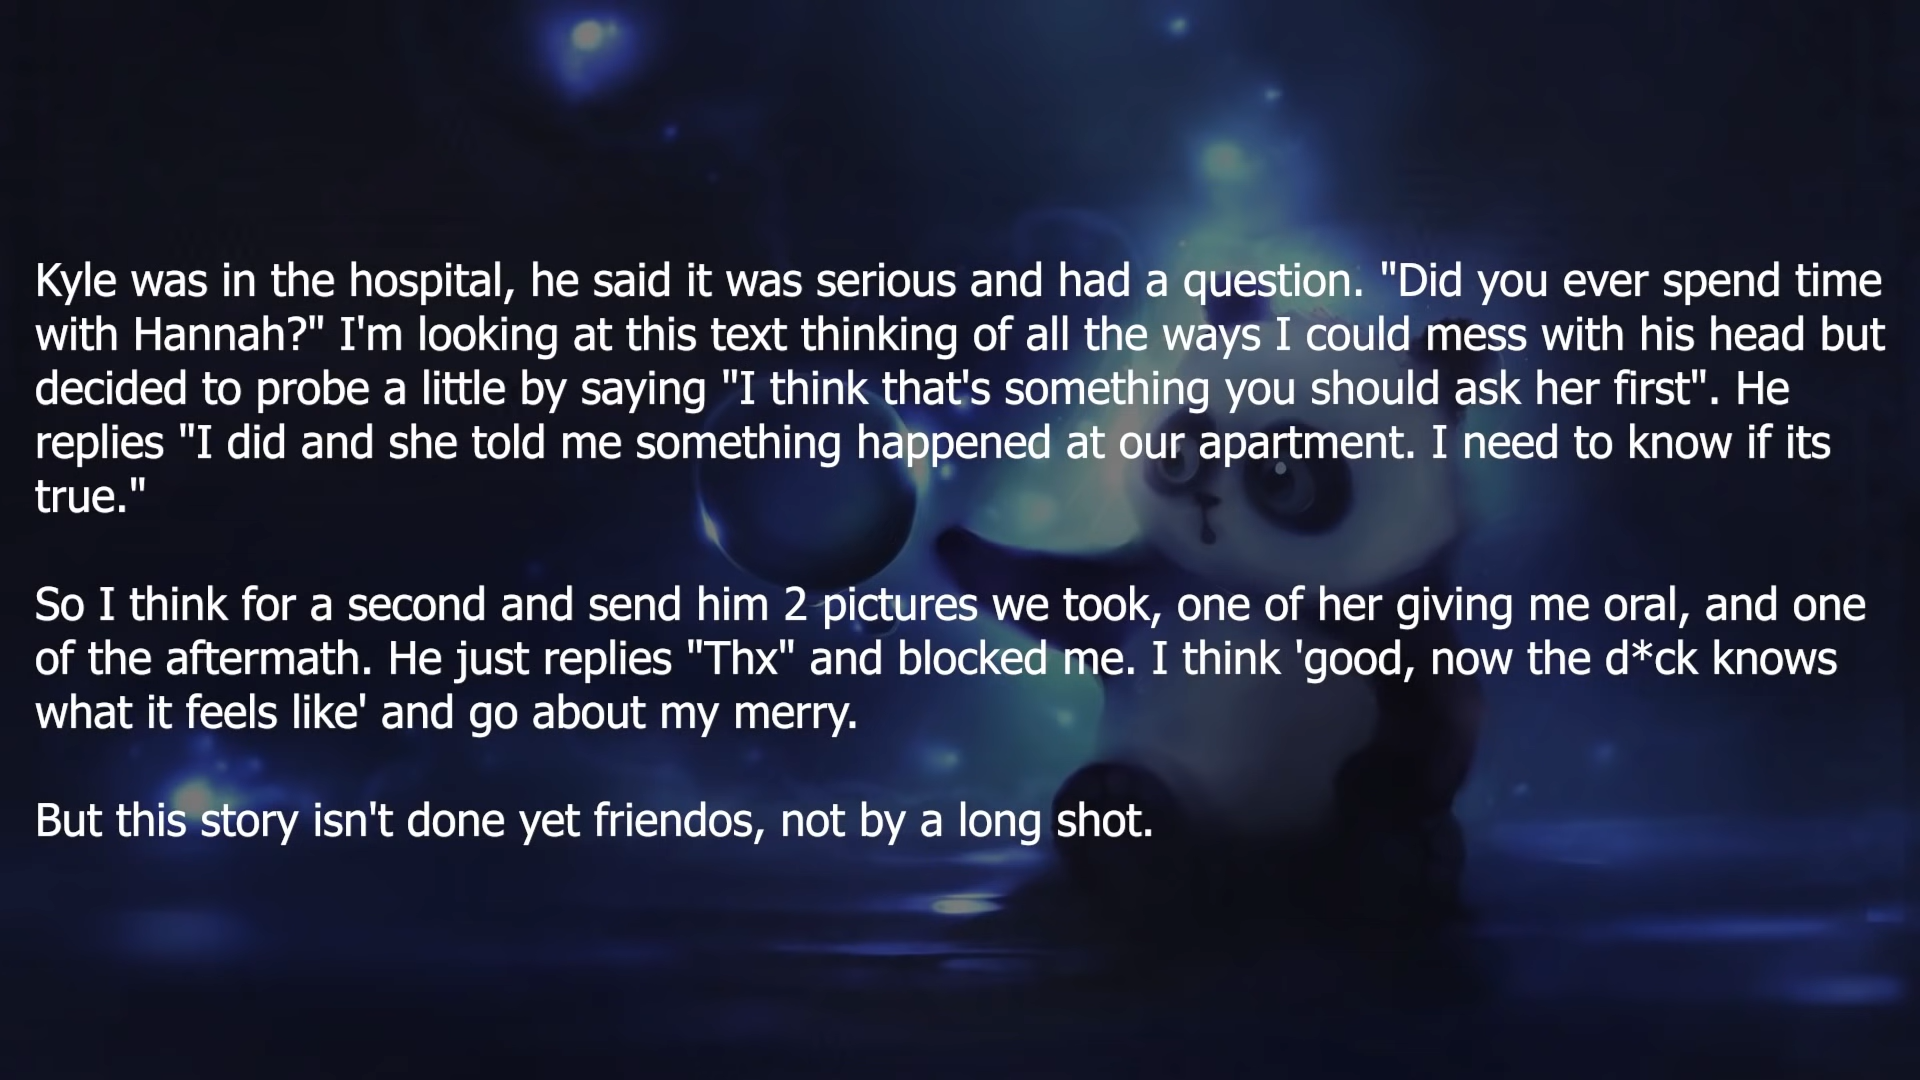 Kyle was in the hospital, he said it was serious and had a question. "Did you ever spend time
with Hannah?" I'm looking at this text thinking of all the ways I could mess with his head but
decided to probe a little by saying "I think that's something you should ask her first". He
replies "I did and she told me something happened at our apartment. I need to know if its
true."
So I think for a second and send him 2 pictures we took, one of her giving me oral, and one
of the aftermath. He just replies "Thx" and blocked me. I think 'good, now the d*ck knows
what it feels like' and go about my merry.
But this story isn't done yet friendos, not by a long shot.